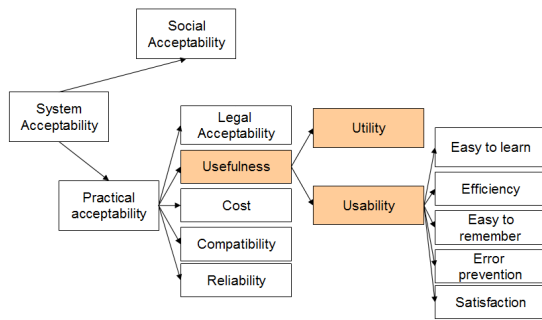 Social
Acceptability
System
Acceptability
Practical
acceptability
Legal
Acceptability
Usefulness
Cost
Compatibility
Reliability
Utility
Usability
Easy to learn
Efficiency
Easy to
remember
Error
prevention
Satisfaction